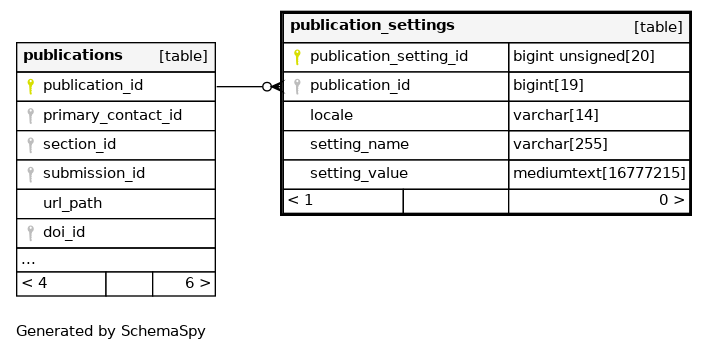 publications [table]
publication_id
primary_contact_id
section_id
submission_id
url_path
doi_id
...
< 4 6 >
publication_settings [table]
publication_setting_id bigint unsigned[20]
publication_id bigint[19]
locale varchar[14]
setting_name varchar[255]
setting_value mediumtext[16777215]
< 1 0 >
Generated by SchemaSpy